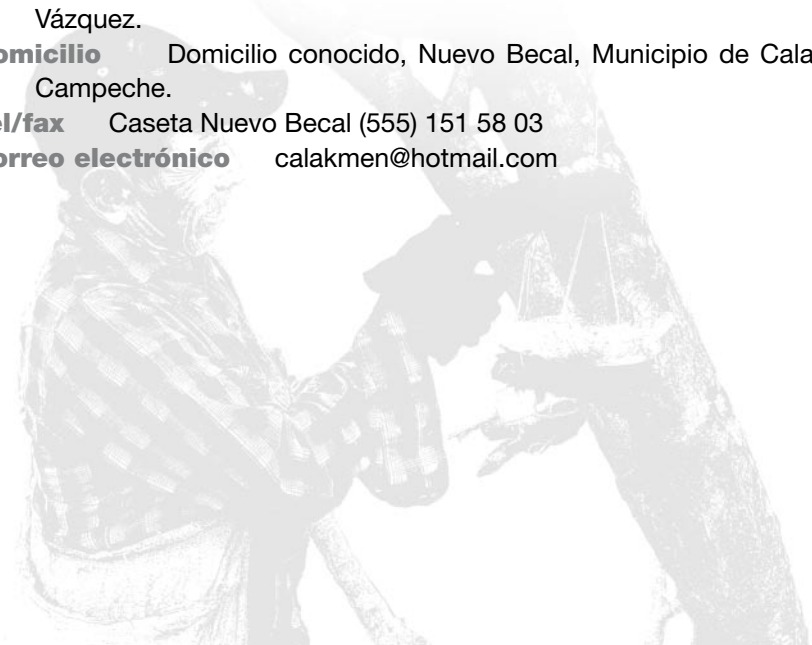 Vázquez.
omicilio Domicilio conocido, Nuevo Becal, Municipio de Cala
Campeche.
el/fax Caseta Nuevo Becal (555) 151 58 03
orreo electrónico calakmen@hotmail.com